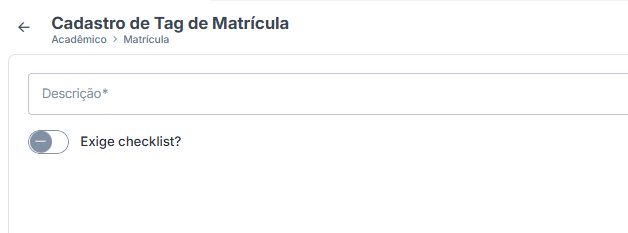 Cadastro de Tag de Matrícula
Acadêmico > Matrícula
Descrição*
Exige checklist?